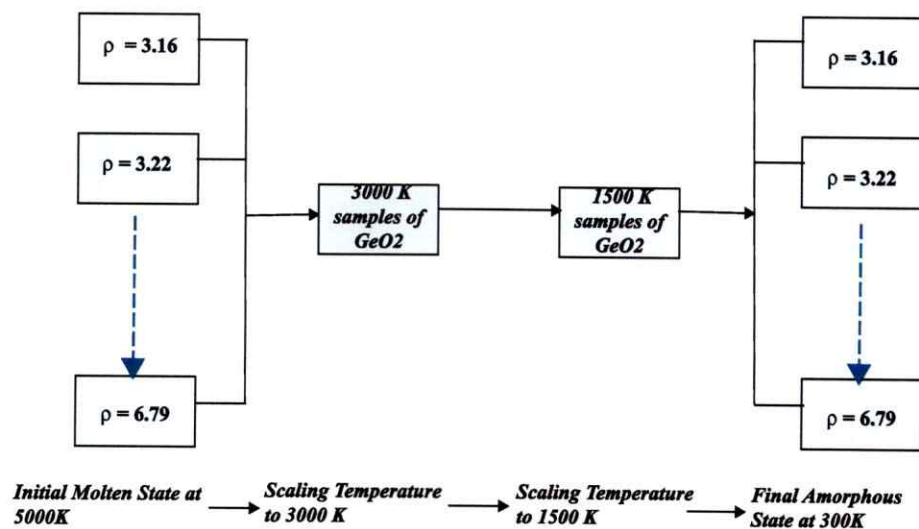 ρ = 3.16
ρ = 3.22
ρ = 6.79
3000 K
samples of
GeO2
1500 K
samples of
GeO2
ρ = 3.16
ρ = 3.22
ρ = 6.79
Initial Molten State at
5000K
Scaling Temperature
to 3000 K
Scaling Temperature
to 1500 K
Final Amorphous
State at 300K